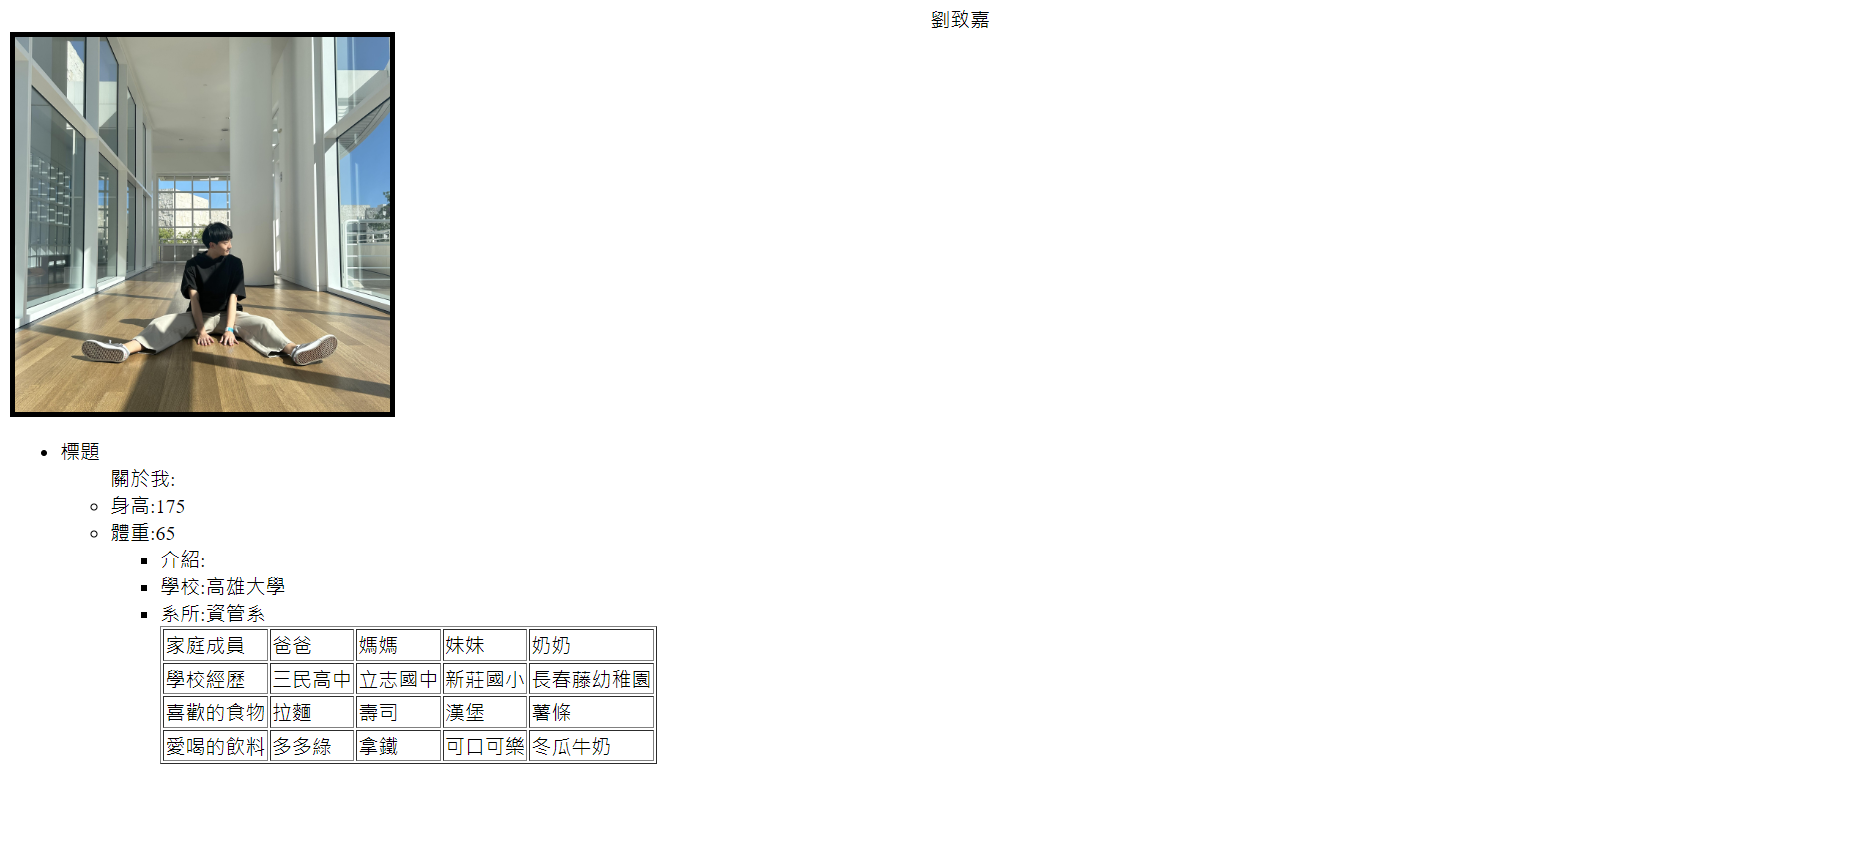 劉致嘉
標題
關於我:
身高:175
體重:65
介紹:
學校:高雄大學
系所:資管系
家庭成員 爸爸 媽媽 妹妹 奶奶
學校經歷 三民高中 立志國中 新莊國小 長春藤幼稚園
喜歡的食物 拉麵 壽司 漢堡 薯條
愛喝的飲料 多多綠 拿鐵 可口可樂 冬瓜牛奶